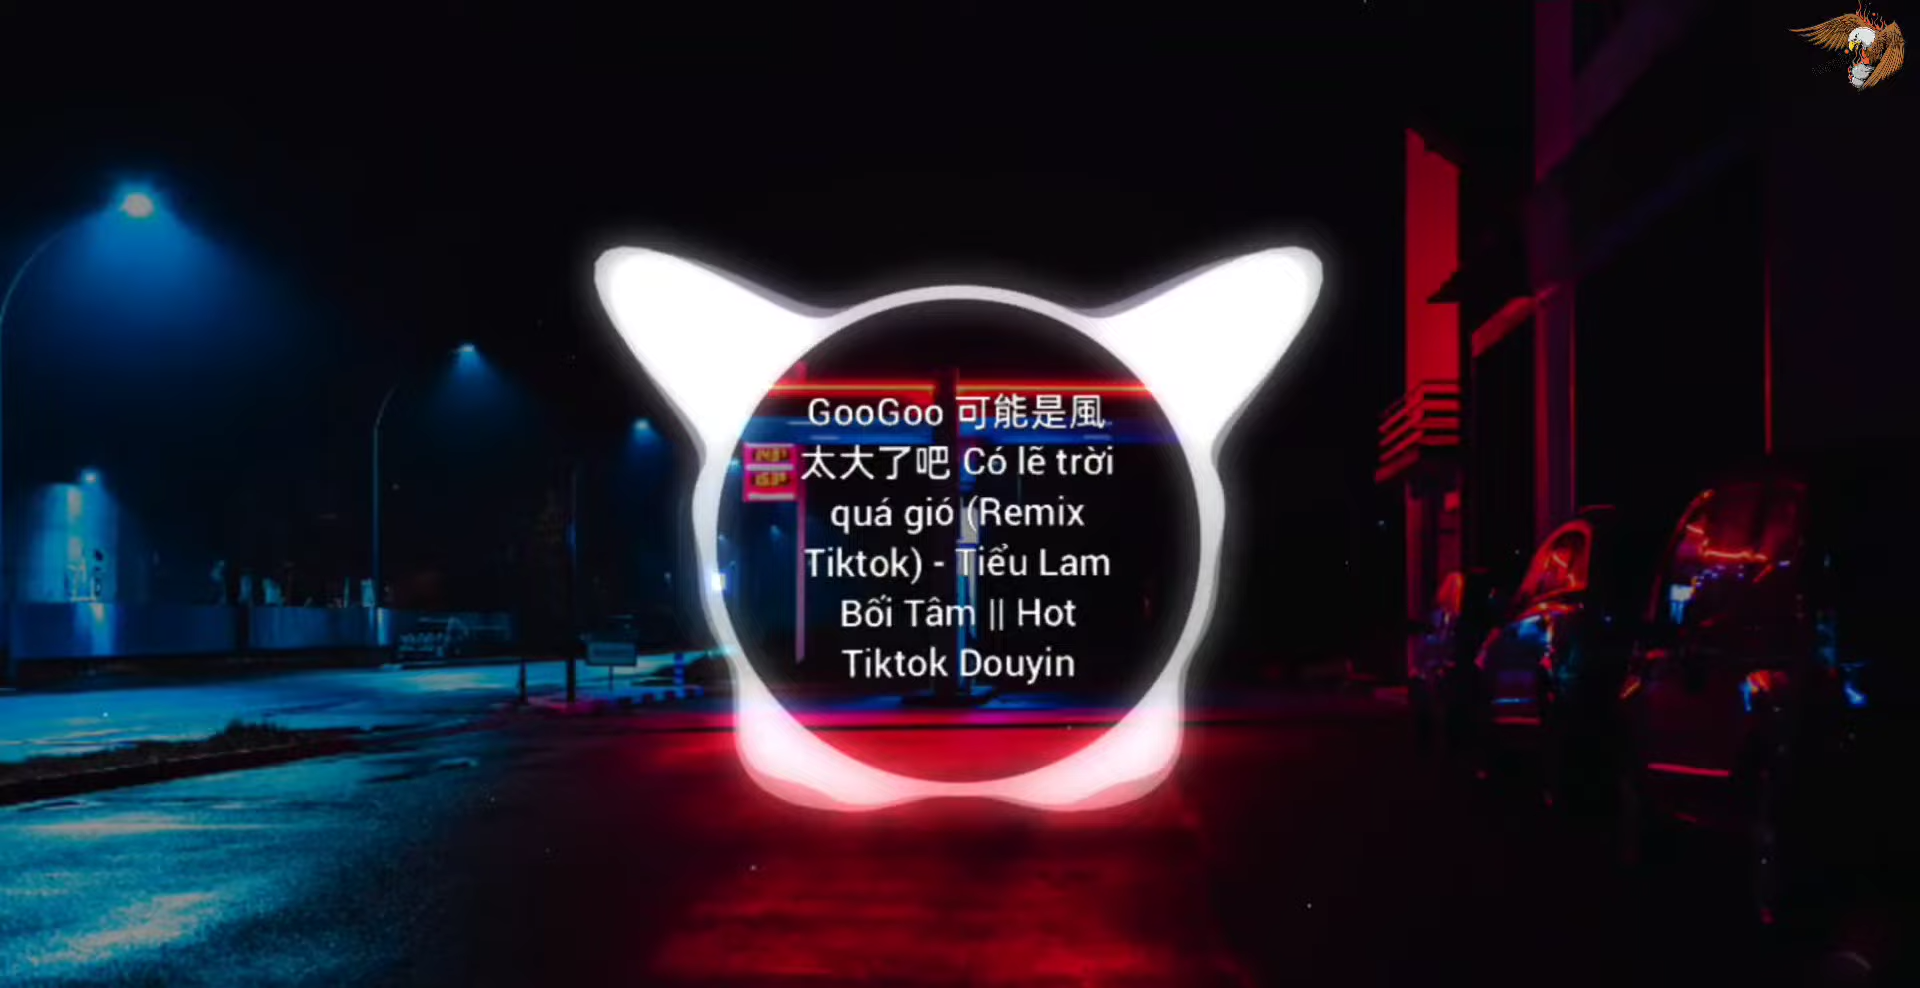 GooGoo 可能是風
太大了吧 Có lẽ trời
quá gió (Remix
Tiktok) - Tiểu Lam
Bối Tâm || Hot
Tiktok Douyin